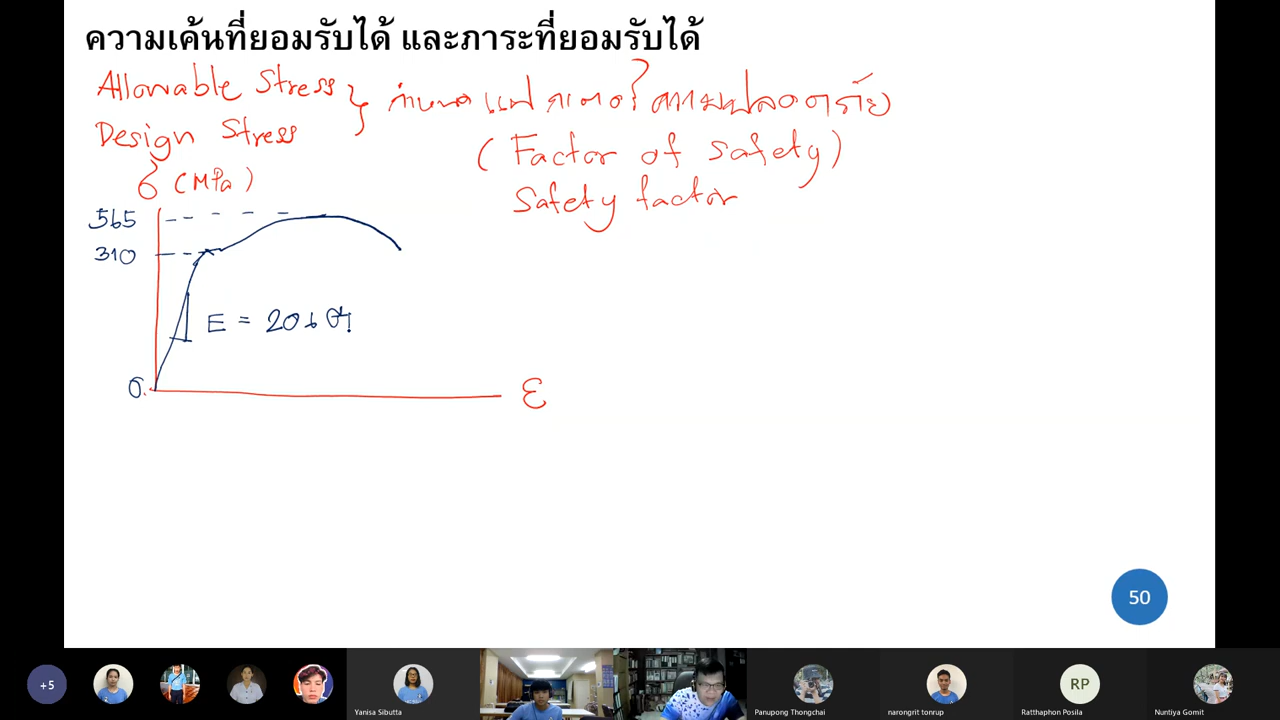 ความเค้นที่ยอมรับได้ และภาระที่ยอมรับได้
Allowable Stress
Design Stress
กำหนด แฟกเตอร์ ความปลอดภัย
(Factor of safety)
Safety factor
σ (MPa)
565
310
E = 206
0
ε
50
+5
Yanisa Sibutta
Panupong Thongchai
narongrit tonrup
RP
Ratthaphon Posila
Nuntiya Gomit